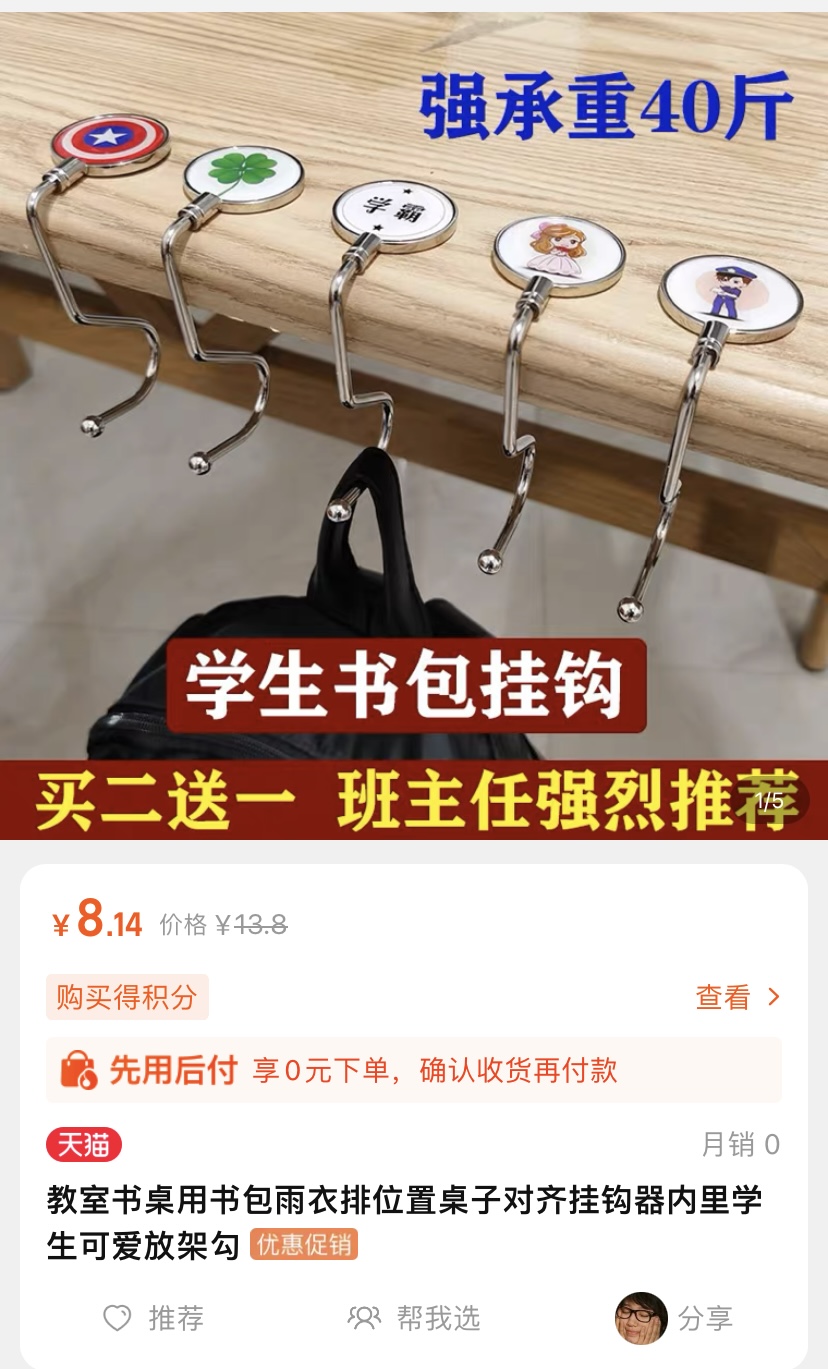 强承重40斤
学霸
学生书包挂钩
买二送一 班主任强烈推荐
1/5
¥8.14 价格 ¥13.8
购买得积分
查看
先用后付 享0元下单，确认收货再付款
天猫
月销 0
教室书桌用书包雨衣排位置桌子对齐挂钩器内里学
生可爱放架勾 优惠促销
推荐
帮我选
分享